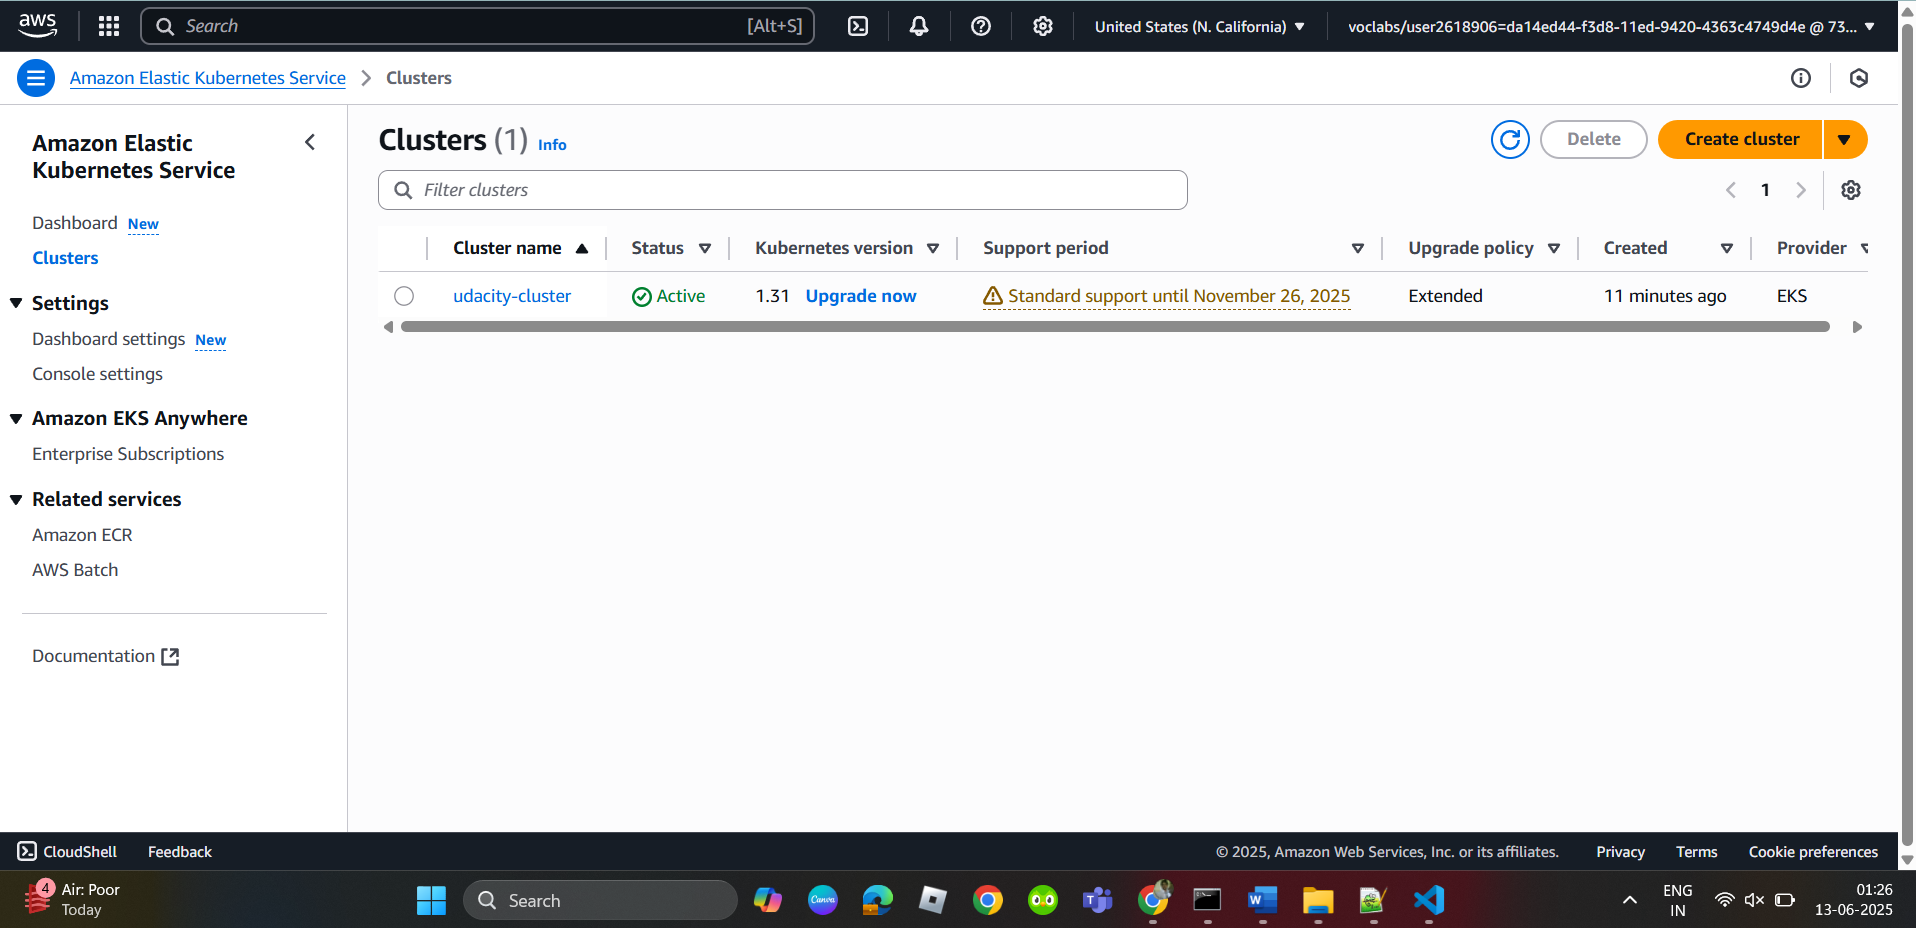 aws
Search [Alt+S]
United States (N. California)
voclabs/user2618906=da14ed44-f3d8-11ed-9420-4363c4749d4e @ 73...
Amazon Elastic Kubernetes Service > Clusters
Amazon Elastic
Kubernetes Service
Dashboard New
Clusters
Settings
Dashboard settings New
Console settings
Amazon EKS Anywhere
Enterprise Subscriptions
Related services
Amazon ECR
AWS Batch
Documentation
Clusters (1) Info
Delete
Create cluster
Filter clusters
1
Cluster name Status Kubernetes version Support period Upgrade policy Created Provider
udacity-cluster Active 1.31 Upgrade now Standard support until November 26, 2025 Extended 11 minutes ago EKS
CloudShell Feedback © 2025, Amazon Web Services, Inc. or its affiliates. Privacy Terms Cookie preferences
4
Air: Poor
Today
Search
Canva
ENG
IN
01:26
13-06-2025